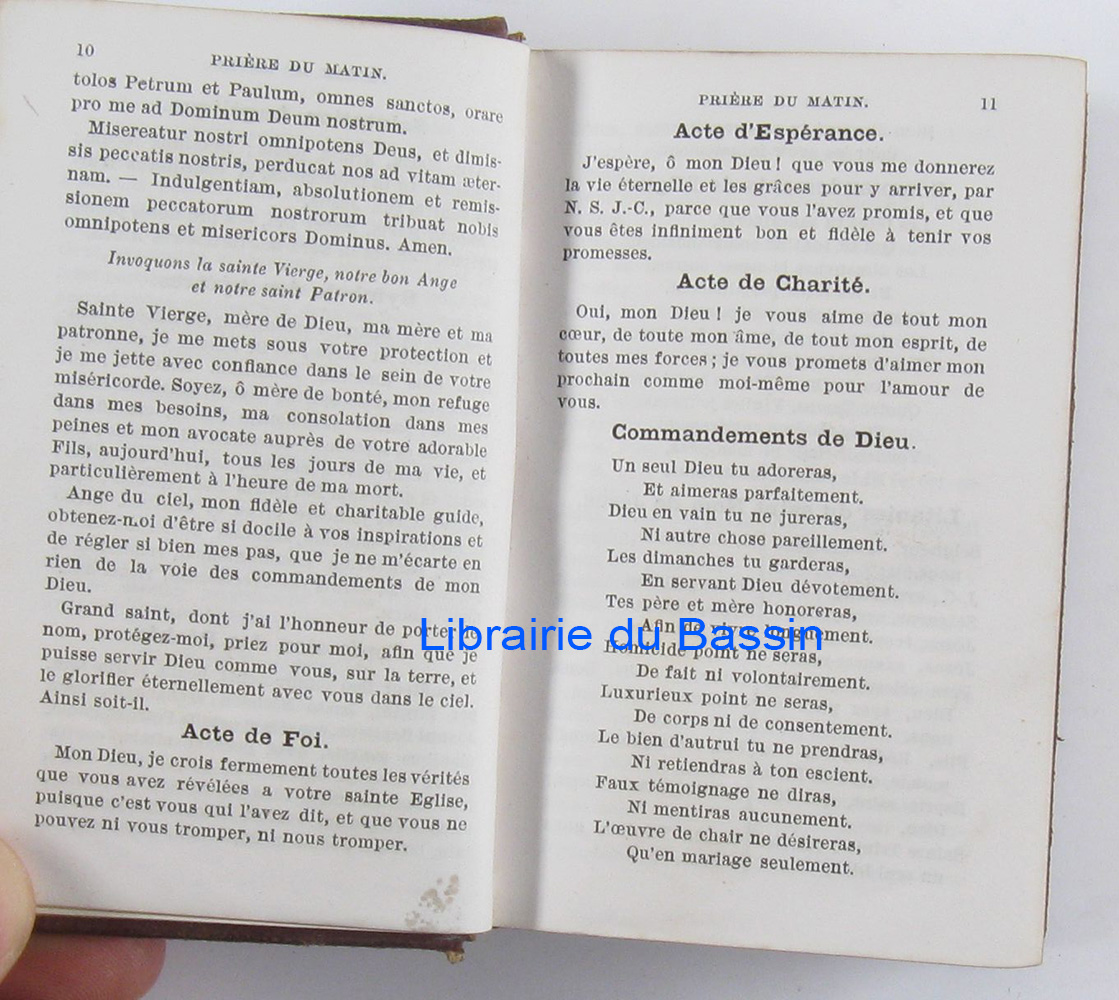 10
PRIÈRE DU MATIN.
tolos Petrum et Paulum, omnes sanctos, orare
pro me ad Dominum Deum nostrum.
Misereatur nostri omnipotens Deus, et dimis-
sis peccatis nostris, perducat nos ad vitam æter-
nam. — Indulgentiam, absolutionem et remis-
sionem peccatorum nostrorum tribuat nobis
omnipotens et misericors Dominus. Amen.
Invoquons la sainte Vierge, notre bon Ange
et notre saint Patron.
Sainte Vierge, mère de Dieu, ma mère et ma
patronne, je me mets sous votre protection et
je me jette avec confiance dans le sein de votre
miséricorde. Soyez, ô mère de bonté, mon refuge
dans mes besoins, ma consolation dans mes
peines et mon avocate auprès de votre adorable
Fils, aujourd'hui, tous les jours de ma vie, et
particulièrement à l'heure de ma mort.
Ange du ciel, mon fidèle et charitable guide,
obtenez-moi d'être si docile à vos inspirations et
de régler si bien mes pas, que je ne m'écarte en
rien de la voie des commandements de mon
Dieu.
Grand saint, dont j'ai l'honneur de porter le
nom, protégez-moi, priez pour moi, afin que je
puisse servir Dieu comme vous, sur la terre, et
le glorifier éternellement avec vous dans le ciel.
Ainsi soit-il.
Acte de Foi.
Mon Dieu, je crois fermement toutes les vérités
que vous avez révélées a votre sainte Eglise,
puisque c'est vous qui l'avez dit, et que vous ne
pouvez ni vous tromper, ni nous tromper.
PRIÈRE DU MATIN.
11
Acte d'Espérance.
J'espère, ô mon Dieu ! que vous me donnerez
la vie éternelle et les grâces pour y arriver, par
N. S. J.-C., parce que vous l'avez promis, et que
vous êtes infiniment bon et fidèle à tenir vos
promesses.
Acte de Charité.
Oui, mon Dieu ! je vous aime de tout mon
cœur, de toute mon âme, de tout mon esprit, de
toutes mes forces ; je vous promets d'aimer mon
prochain comme moi-même pour l'amour de
vous.
Commandements de Dieu.
Un seul Dieu tu adoreras,
Et aimeras parfaitement.
Dieu en vain tu ne jureras,
Ni autre chose pareillement.
Les dimanches tu garderas,
En servant Dieu dévotement.
Tes père et mère honoreras,
Afin de vivre longuement.
Homicide point ne seras,
De fait ni volontairement.
Luxurieux point ne seras,
De corps ni de consentement.
Le bien d'autrui tu ne prendras,
Ni retiendras à ton escient.
Faux témoignage ne diras,
Ni mentiras aucunement.
L'œuvre de chair ne désireras,
Qu'en mariage seulement.
Librairie du Bassin